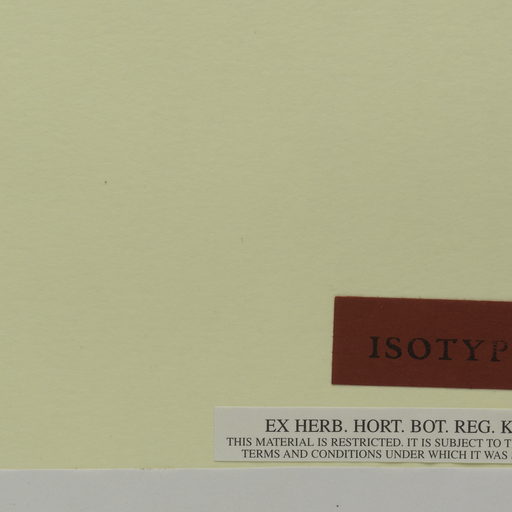 ISOTYP
EX HERB. HORT. BOT. REG. K
THIS MATERIAL IS RESTRICTED. IT IS SUBJECT TO T
TERMS AND CONDITIONS UNDER WHICH IT WAS